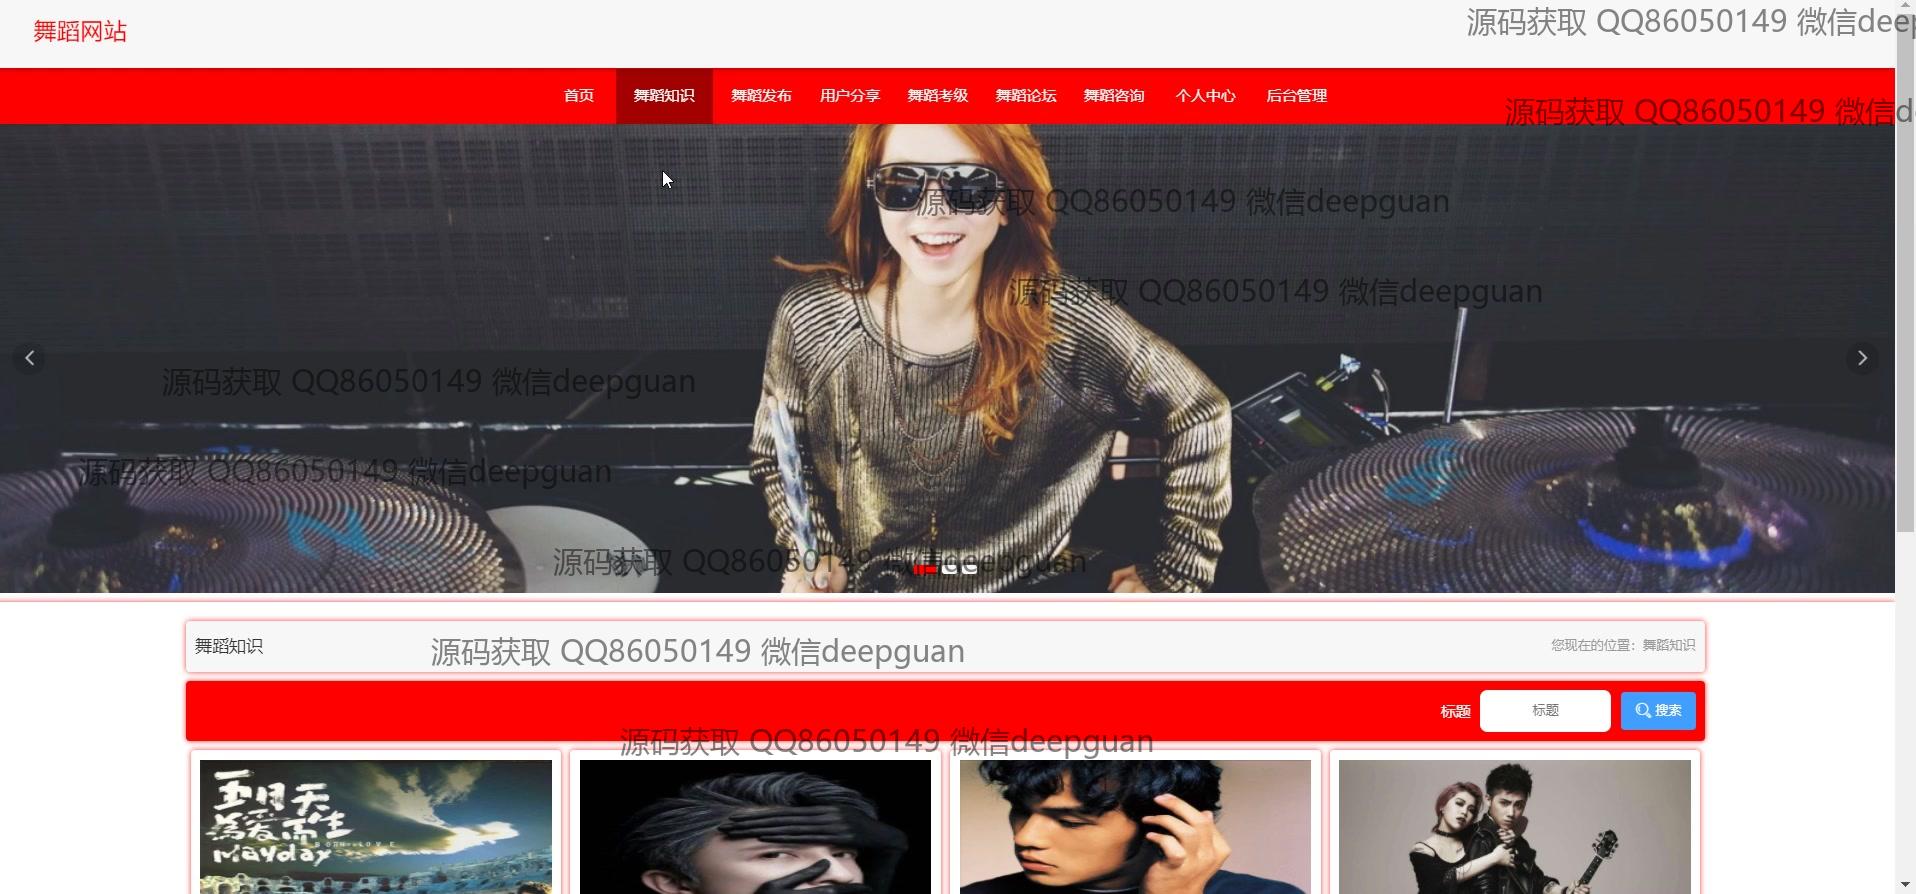 舞蹈网站
源码获取 QQ86050149 微信deep
首页 舞蹈知识 舞蹈发布 用户分享 舞蹈考级 舞蹈论坛 舞蹈咨询 个人中心 后台管理
源码获取 QQ86050149 微信d
源码获取 QQ86050149 微信deepguan
源码获取 QQ86050149 微信deepguan
源码获取 QQ86050149 微信deepguan
源码获取 QQ86050149 微信deepguan
源码获取 QQ86050149 微信deepguan
舞蹈知识
源码获取 QQ86050149 微信deepguan
您现在的位置：舞蹈知识
标题 标题 搜索
源码获取 QQ86050149 微信deepguan
五月天
为爱而生
BORN TO LOVE
mayday